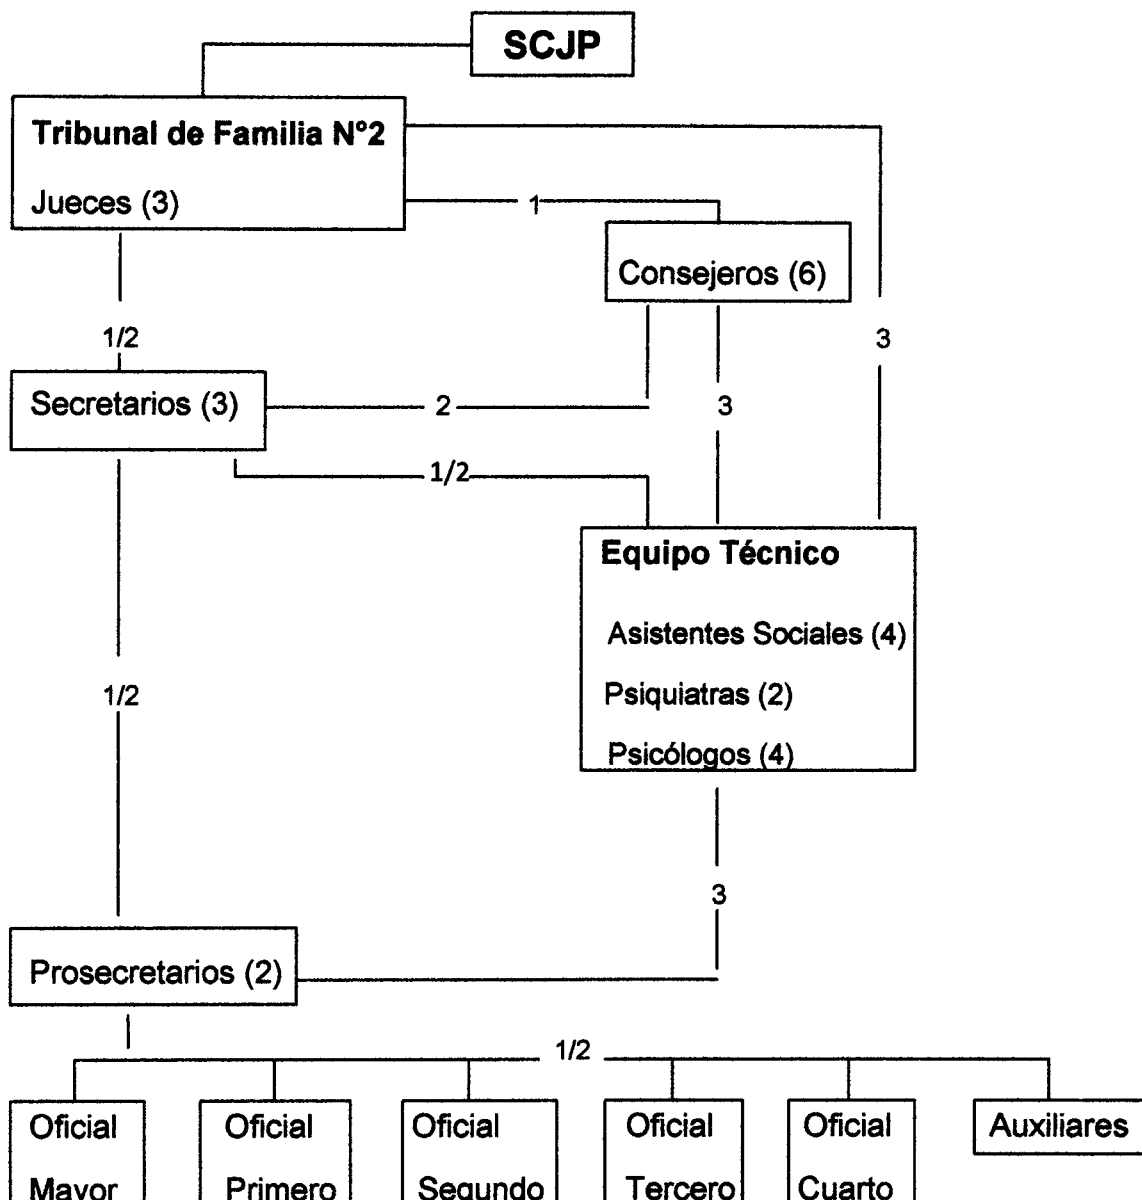 SCJP
Tribunal de Familia N°2
Jueces (3)
1
Consejeros (6)
1/2
3
Secretarios (3)
2
3
1/2
Equipo Técnico
Asistentes Sociales (4)
Psiquiatras (2)
Psicólogos (4)
1/2
3
Prosecretarios (2)
1/2
Oficial
Mayor
Oficial
Primero
Oficial
Segundo
Oficial
Tercero
Oficial
Cuarto
Auxiliares